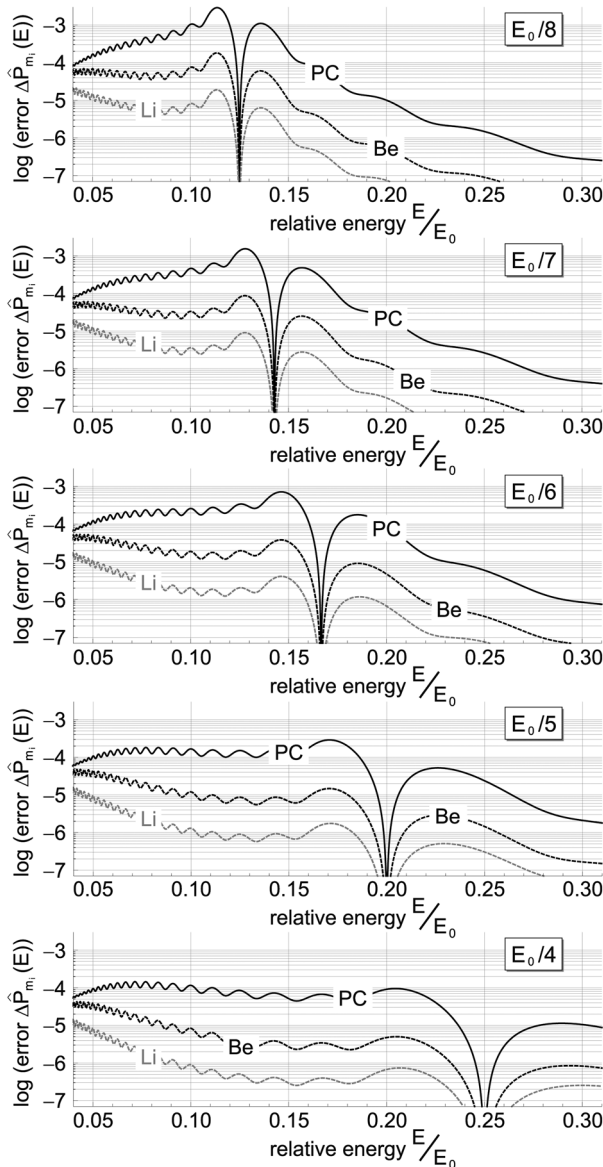 log (error ΔP̂mᵢ (E))
−3
−4
−5
−6
−7
E₀/8
PC
Be
Li
0.05 0.10 0.15 0.20 0.25 0.30
relative energy E/E₀
log (error ΔP̂mᵢ (E))
−3
−4
−5
−6
−7
E₀/7
PC
Be
Li
0.05 0.10 0.15 0.20 0.25 0.30
relative energy E/E₀
log (error ΔP̂mᵢ (E))
−3
−4
−5
−6
−7
E₀/6
PC
Be
Li
0.05 0.10 0.15 0.20 0.25 0.30
relative energy E/E₀
log (error ΔP̂mᵢ (E))
−3
−4
−5
−6
−7
E₀/5
PC
Be
Li
0.05 0.10 0.15 0.20 0.25 0.30
relative energy E/E₀
log (error ΔP̂mᵢ (E))
−3
−4
−5
−6
−7
E₀/4
PC
Be
Li
0.05 0.10 0.15 0.20 0.25 0.30
relative energy E/E₀